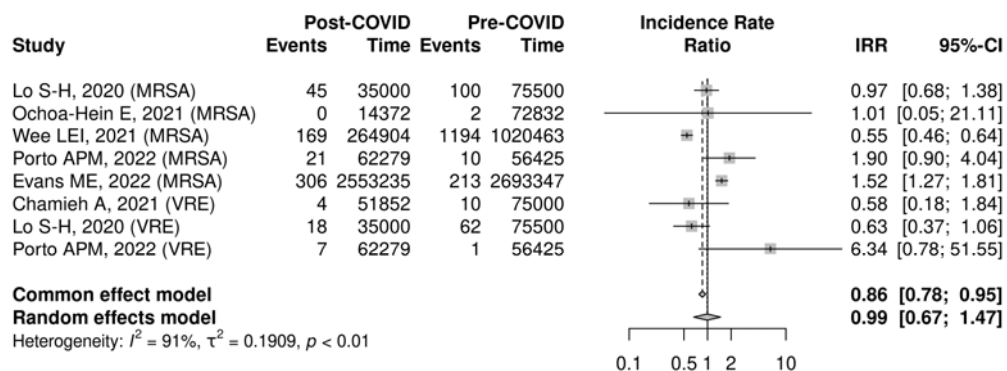 Post-COVID Pre-COVID Incidence Rate
Study Events Time Events Time Ratio IRR 95%-CI
Lo S-H, 2020 (MRSA) 45 35000 100 75500 0.97 [0.68; 1.38]
Ochoa-Hein E, 2021 (MRSA) 0 14372 2 72832 1.01 [0.05; 21.11]
Wee LEI, 2021 (MRSA) 169 264904 1194 1020463 0.55 [0.46; 0.64]
Porto APM, 2022 (MRSA) 21 62279 10 56425 1.90 [0.90; 4.04]
Evans ME, 2022 (MRSA) 306 2553235 213 2693347 1.52 [1.27; 1.81]
Chamieh A, 2021 (VRE) 4 51852 10 75000 0.58 [0.18; 1.84]
Lo S-H, 2020 (VRE) 18 35000 62 75500 0.63 [0.37; 1.06]
Porto APM, 2022 (VRE) 7 62279 1 56425 6.34 [0.78; 51.55]
Common effect model 0.86 [0.78; 0.95]
Random effects model 0.99 [0.67; 1.47]
Heterogeneity: I² = 91%, τ² = 0.1909, p < 0.01
0.1 0.5 1 2 10